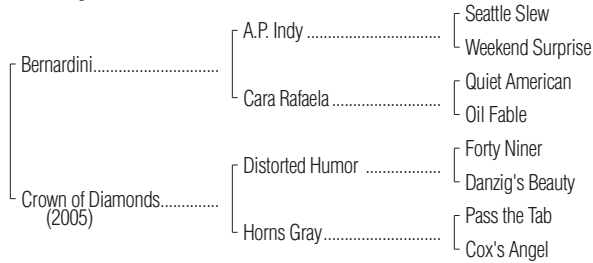 Seattle Slew
A.P. Indy ..............................
Weekend Surprise
Bernardini............................
Quiet American
Cara Rafaela ........................
Oil Fable
Forty Niner
Distorted Humor .................
Danzig's Beauty
Crown of Diamonds.............
(2005)
Pass the Tab
Horns Gray..........................
Cox's Angel